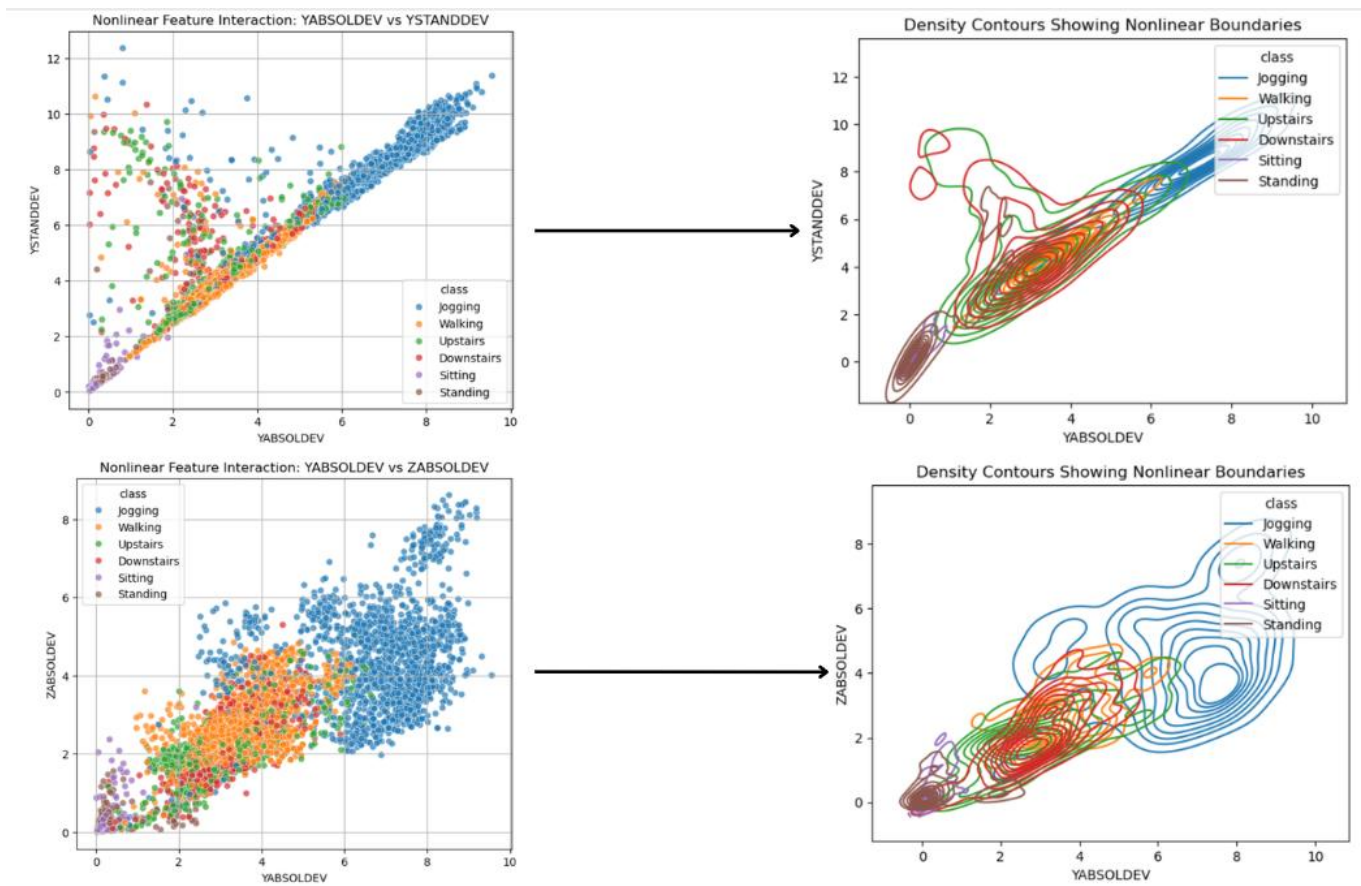 Nonlinear Feature Interaction: YABSOLDEV vs YSTANDDEV
12
10
8
6
4
2
0
YSTANDDEV
class
Jogging
Walking
Upstairs
Downstairs
Sitting
Standing
0 2 4 6 8 10
YABSOLDEV
Density Contours Showing Nonlinear Boundaries
12
10
8
6
4
2
0
YSTANDDEV
class
Jogging
Walking
Upstairs
Downstairs
Sitting
Standing
0 2 4 6 8 10
YABSOLDEV
Nonlinear Feature Interaction: YABSOLDEV vs ZABSOLDEV
class
Jogging
Walking
Upstairs
Downstairs
Sitting
Standing
8
6
4
2
0
ZABSOLDEV
0 2 4 6 8 10
YABSOLDEV
Density Contours Showing Nonlinear Boundaries
class
Jogging
Walking
Upstairs
Downstairs
Sitting
Standing
8
6
4
2
0
ZABSOLDEV
0 2 4 6 8 10
YABSOLDEV